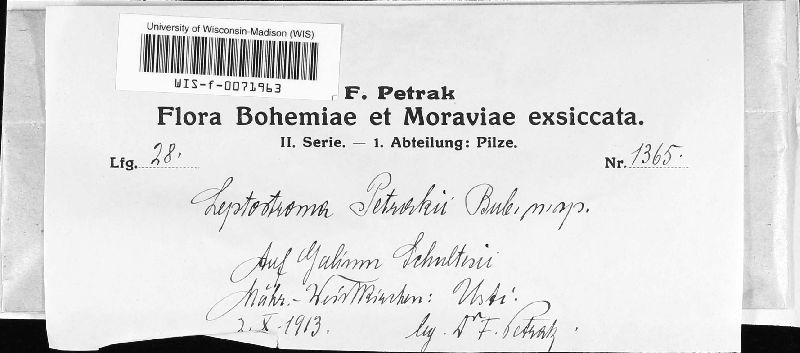 University of Wisconsin-Madison (WIS)
WIS-f-0071963
F. Petrak
Flora Bohemiae et Moraviae exsiccata.
II. Serie. — 1. Abteilung: Pilze.
Lfg. 28. Nr. 1365.
Leptostroma Petrakii Bub. n. sp.
Auf Galium Schultesii
Mähr.-Weisskirchen: Usti.
2. X. 1913. leg. Dr F. Petrak.